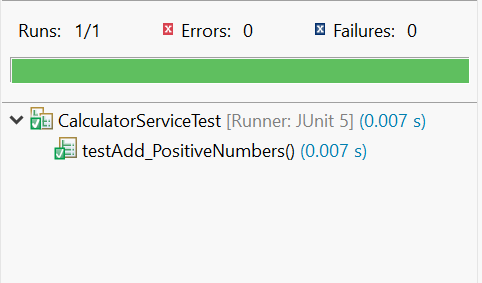 Runs: 1/1 Errors: 0 Failures: 0
CalculatorServiceTest [Runner: JUnit 5] (0.007 s)
testAdd_PositiveNumbers() (0.007 s)